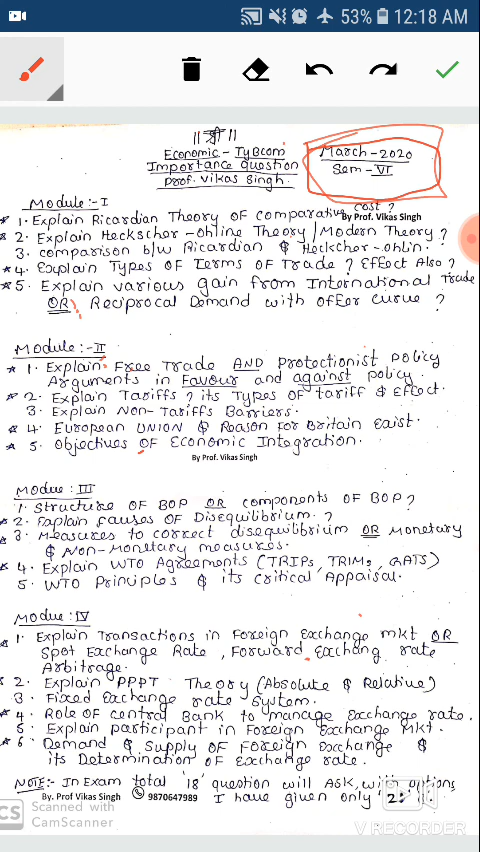 53% 12:18 AM
|| श्री ||
Economic - TyBcom
Importance question
Prof. Vikas Singh.
March - 2020
Sem - VI
Module :- I
1. Explain Ricardian Theory of comparative cost ?
By Prof. Vikas Singh
2. Explain Heckscher - ohline Theory / Modern Theory ?
3. comparison b/w Ricardian & Heckscher - ohlin.
4. Explain Types of Terms of Trade ? Effect Also ?
5. Explain various gain from International Trade
OR Reciprocal Demand with offer curve ?
Module :- II
1. Explain Free Trade AND Protectionist policy
Arguments in Favour and against policy.
2. Explain Tariffs ? its Types of tariff & Effect.
3. Explain Non-Tariffs Barriers.
4. European UNION & Reason for Britain Exist.
5. Objectives of Economic Integration.
By Prof. Vikas Singh
Modue : III
1. Structure of BOP OR components of BOP ?
2. Explain Causes of Disequilibrium. ?
3. Measures to correct disequilibrium OR Monetary
& Non-Monetary measures.
4. Explain WTO Agreements (TRIPs, TRIMs, GATS)
5. WTO Principles & its Critical Appaisal.
Modue : IV
1. Explain Transactions in Foreign Exchange mkt OR
Spot Exchange Rate, Forward Exchang rate
Arbitrage.
2. Explain PPPT Theory (Absolute & Relative)
3. Fixed Exchange rate System.
4. Role of central Bank to manage Exchange rate.
5. Explain participant in Foreign Exchange Mkt.
6. Demand & Supply of Foreign Exchange &
its Determination of Exchange rate.
NOTE:- In Exam total '18' question will Ask, with options
By. Prof Vikas Singh 9870647989 I have given only "21"
CS Scanned with
CamScanner
V RECORDER